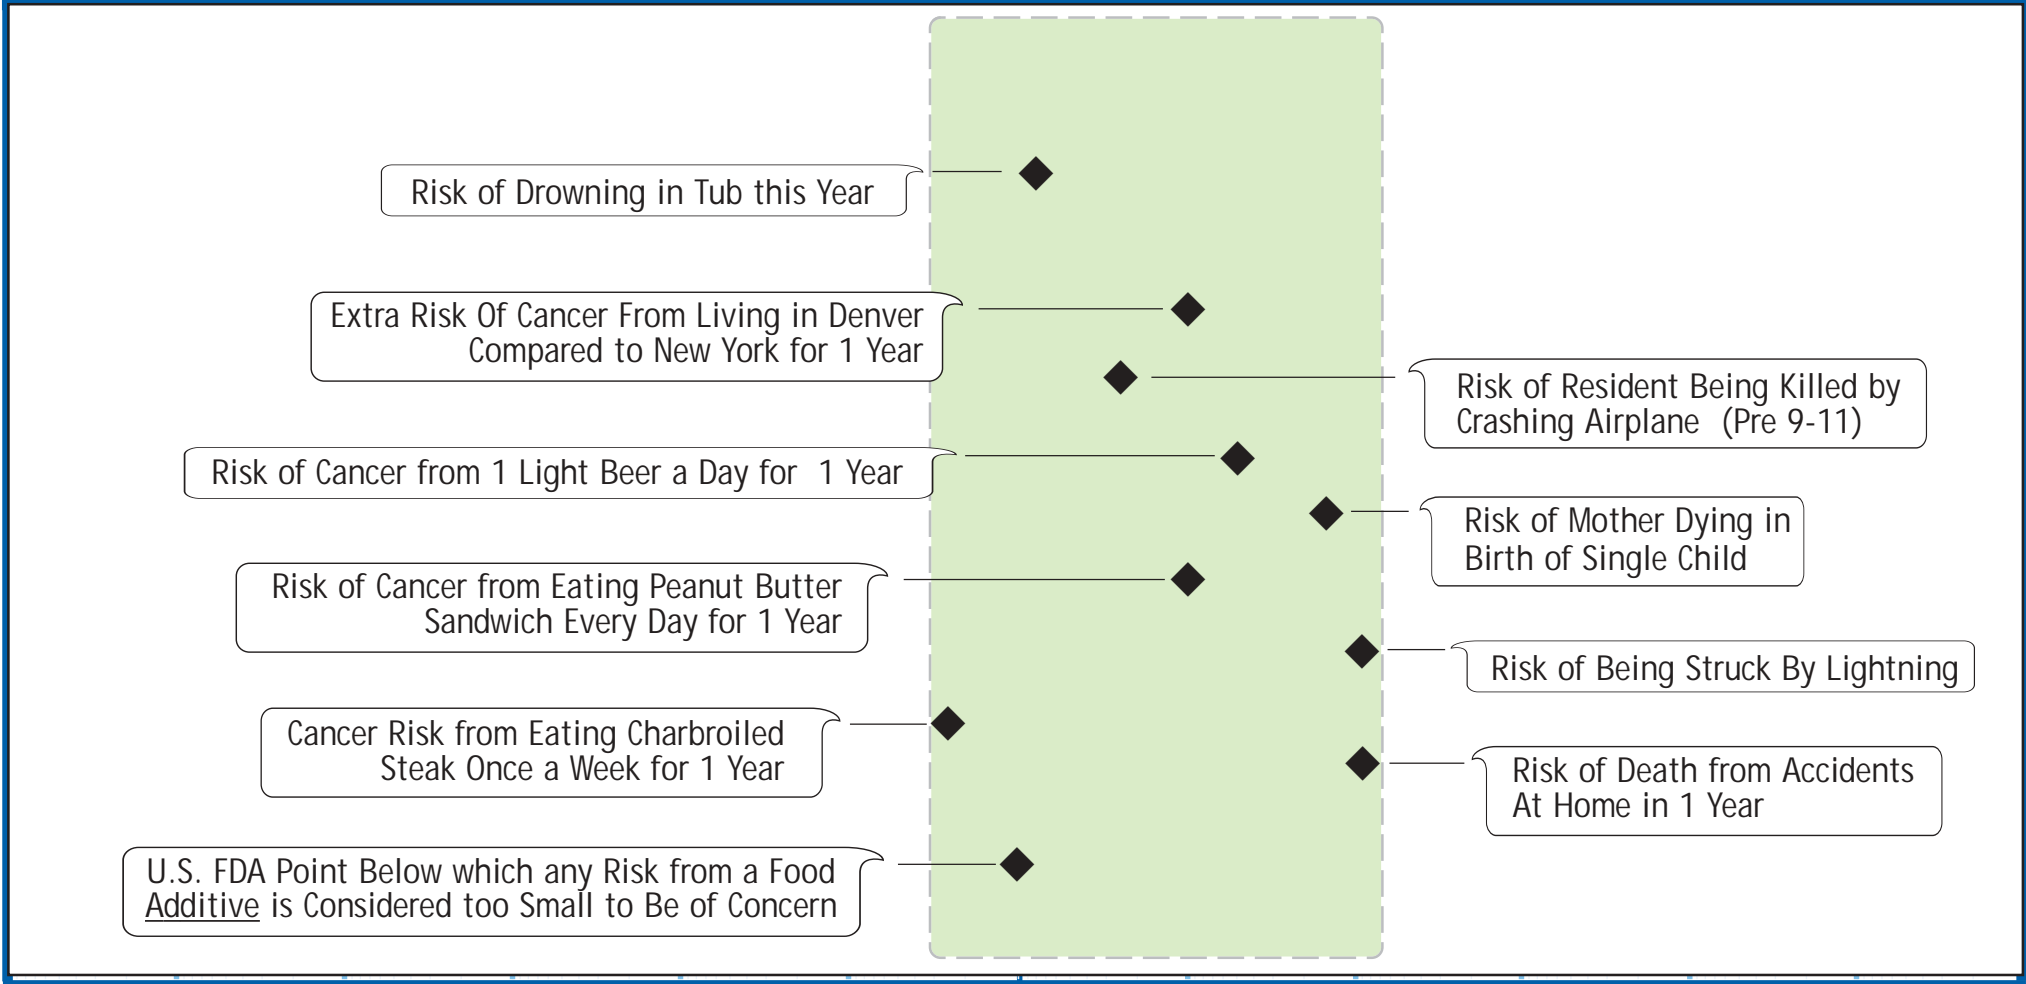 Risk of Drowning in Tub this Year
Extra Risk Of Cancer From Living in Denver
Compared to New York for 1 Year
Risk of Resident Being Killed by
Crashing Airplane (Pre 9-11)
Risk of Cancer from 1 Light Beer a Day for 1 Year
Risk of Mother Dying in
Birth of Single Child
Risk of Cancer from Eating Peanut Butter
Sandwich Every Day for 1 Year
Risk of Being Struck By Lightning
Cancer Risk from Eating Charbroiled
Steak Once a Week for 1 Year
Risk of Death from Accidents
At Home in 1 Year
U.S. FDA Point Below which any Risk from a Food
Additive is Considered too Small to Be of Concern